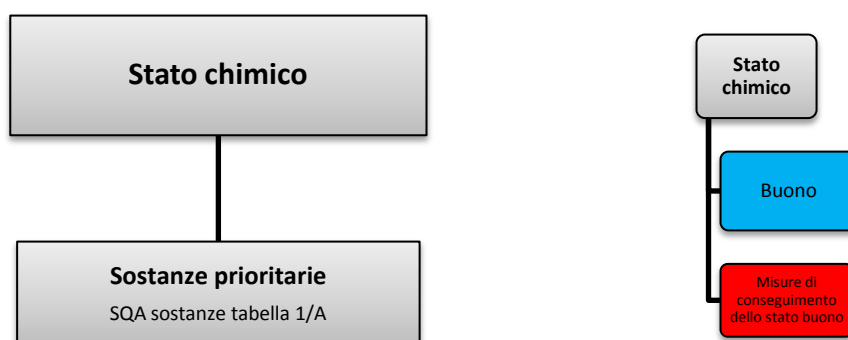 Stato chimico
Sostanze prioritarie
SQA sostanze tabella 1/A
Stato
chimico
Buono
Misure di
conseguimento
dello stato buono